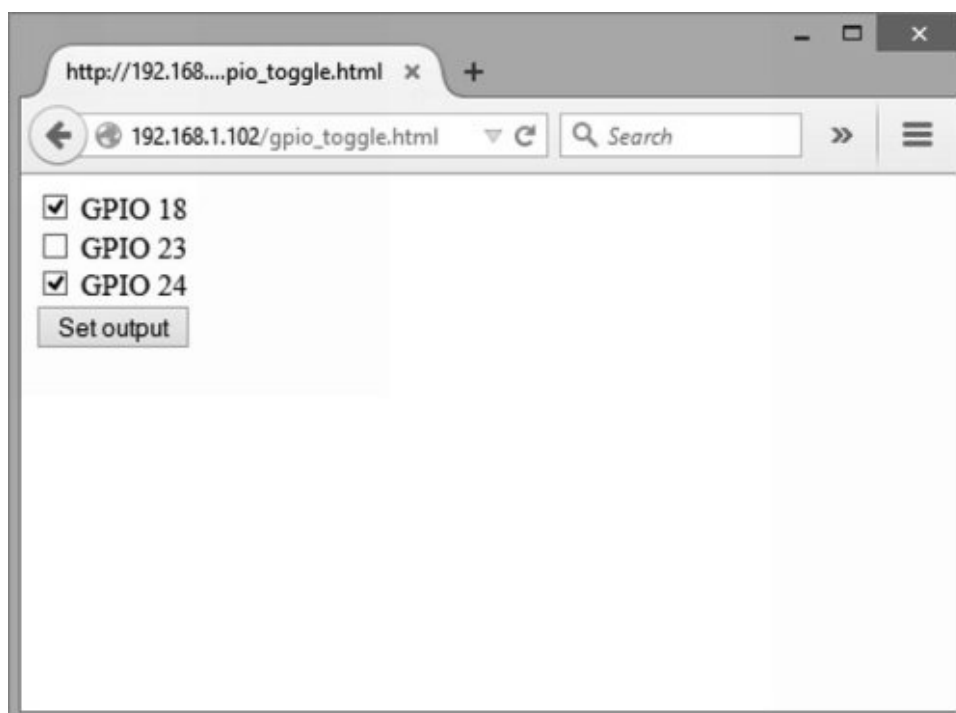 http://192.168....pio_toggle.html
192.168.1.102/gpio_toggle.html Search
GPIO 18
GPIO 23
GPIO 24
Set output